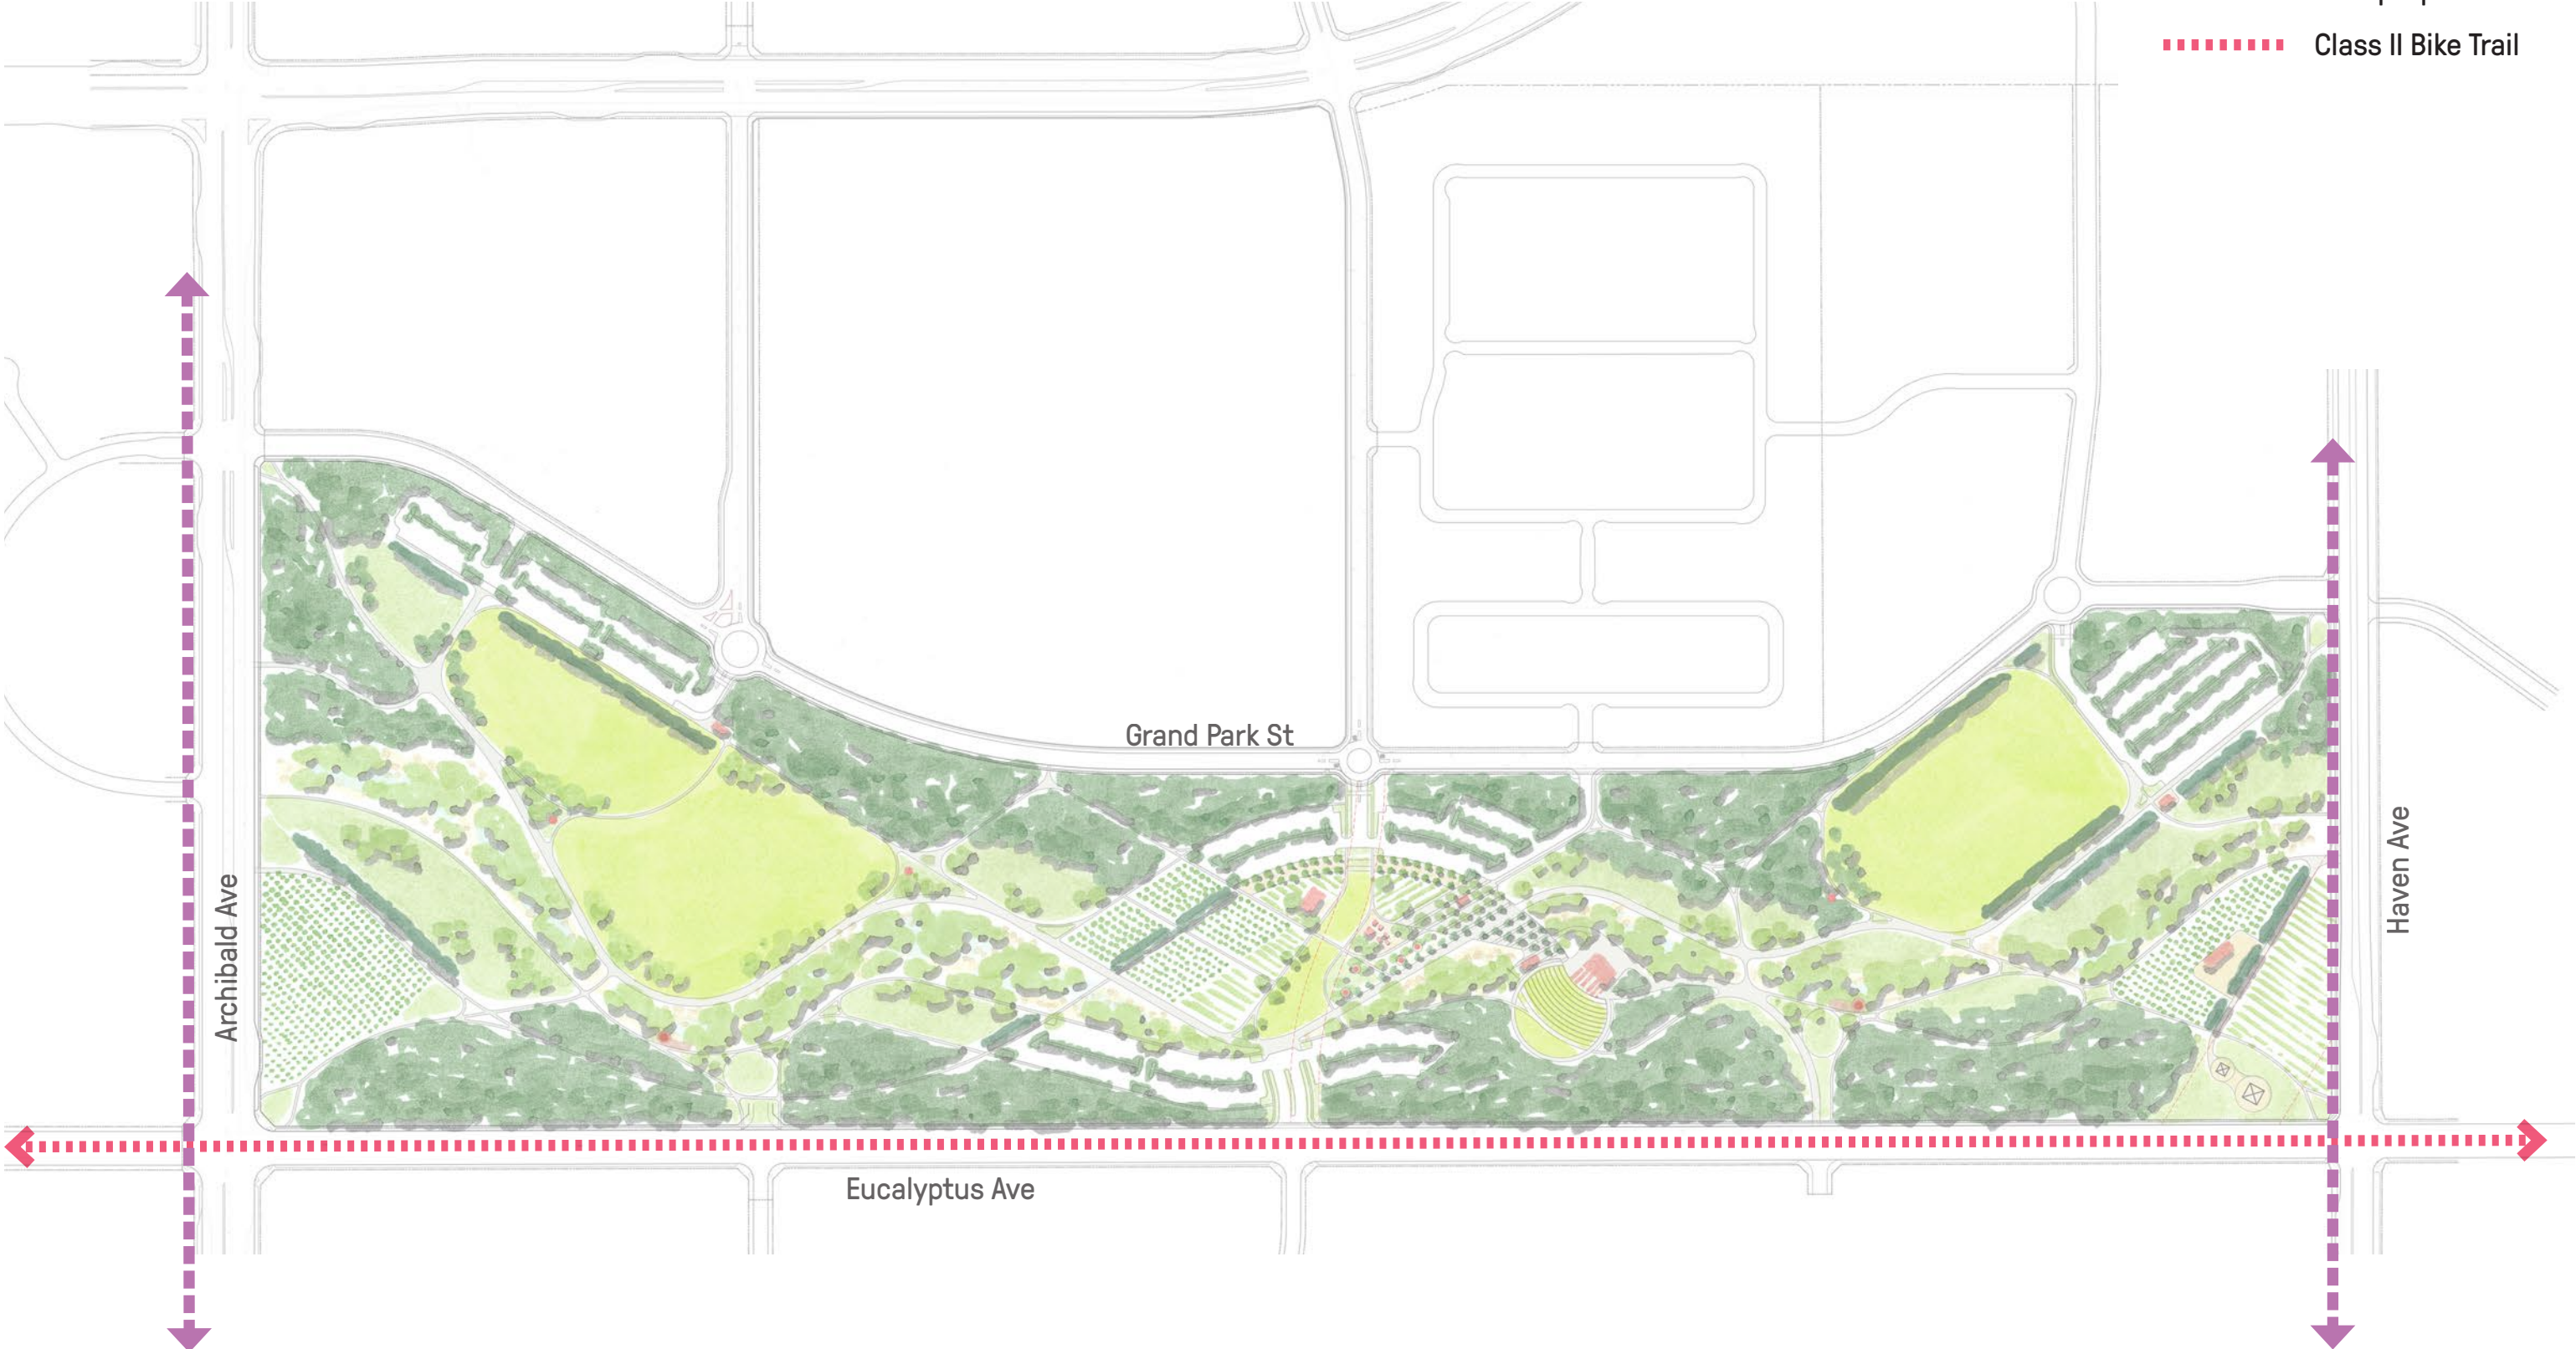 Class II Bike Trail
Grand Park St
Archibald Ave
Haven Ave
Eucalyptus Ave